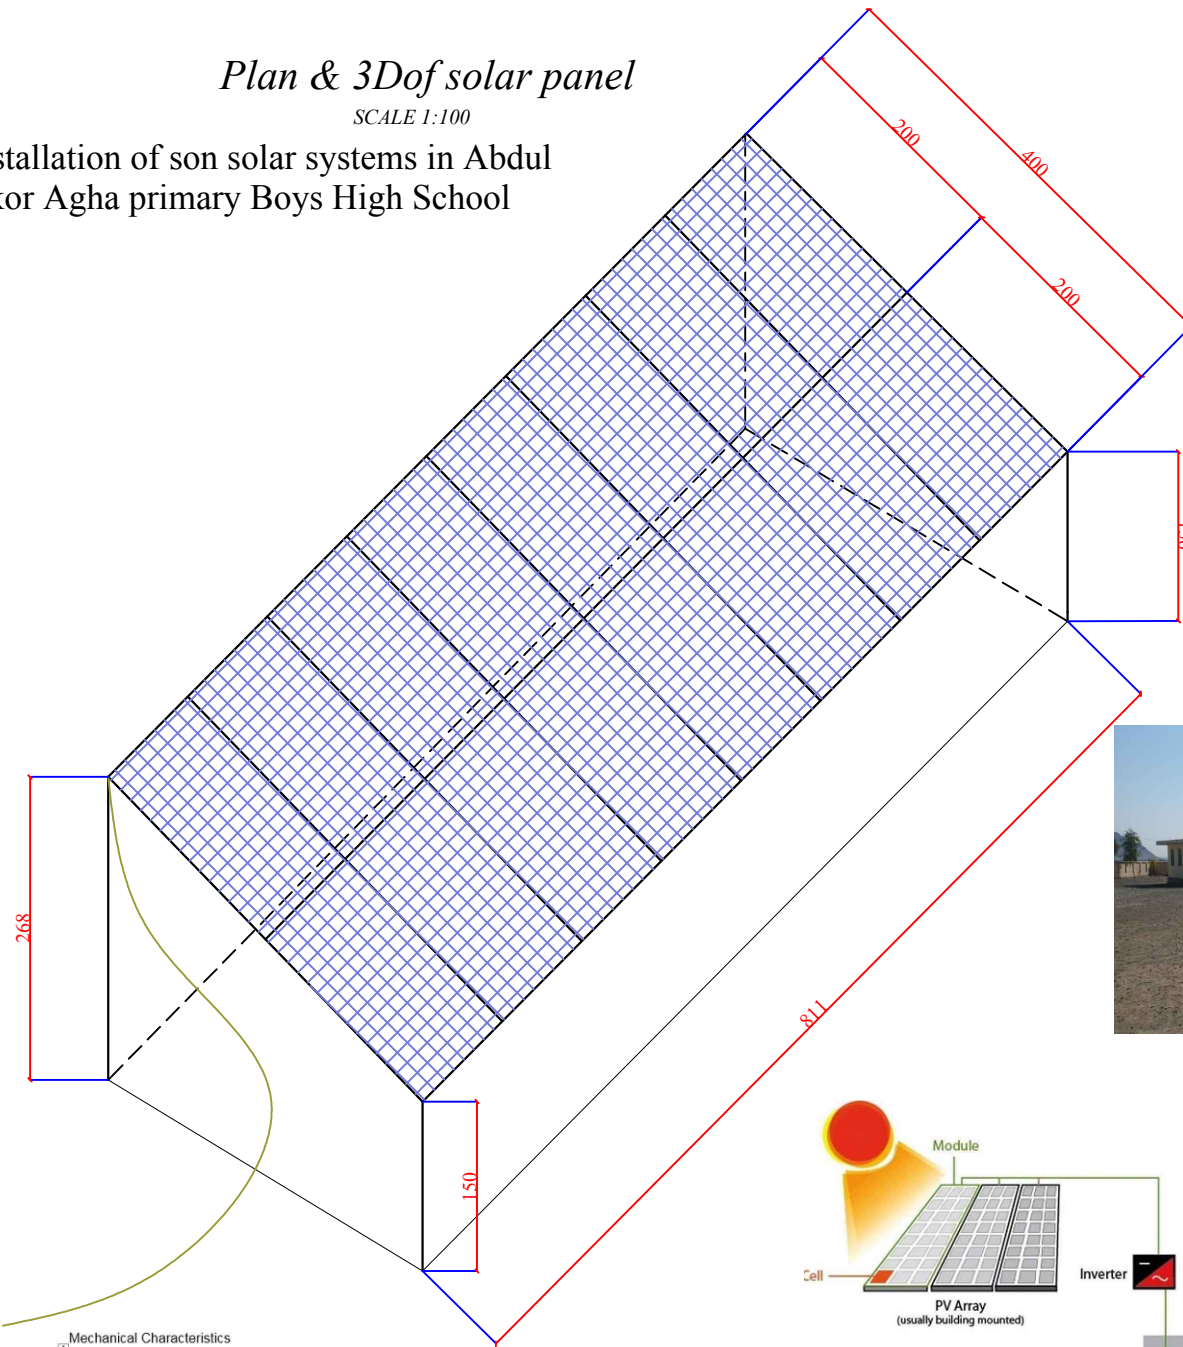 Plan & 3Dof solar panel
SCALE 1:100
stallation of son solar systems in Abdul
kor Agha primary Boys High School
200
400
200
268
811
150
Module
Cell
Inverter
PV Array
(usually building mounted)
Mechanical Characteristics